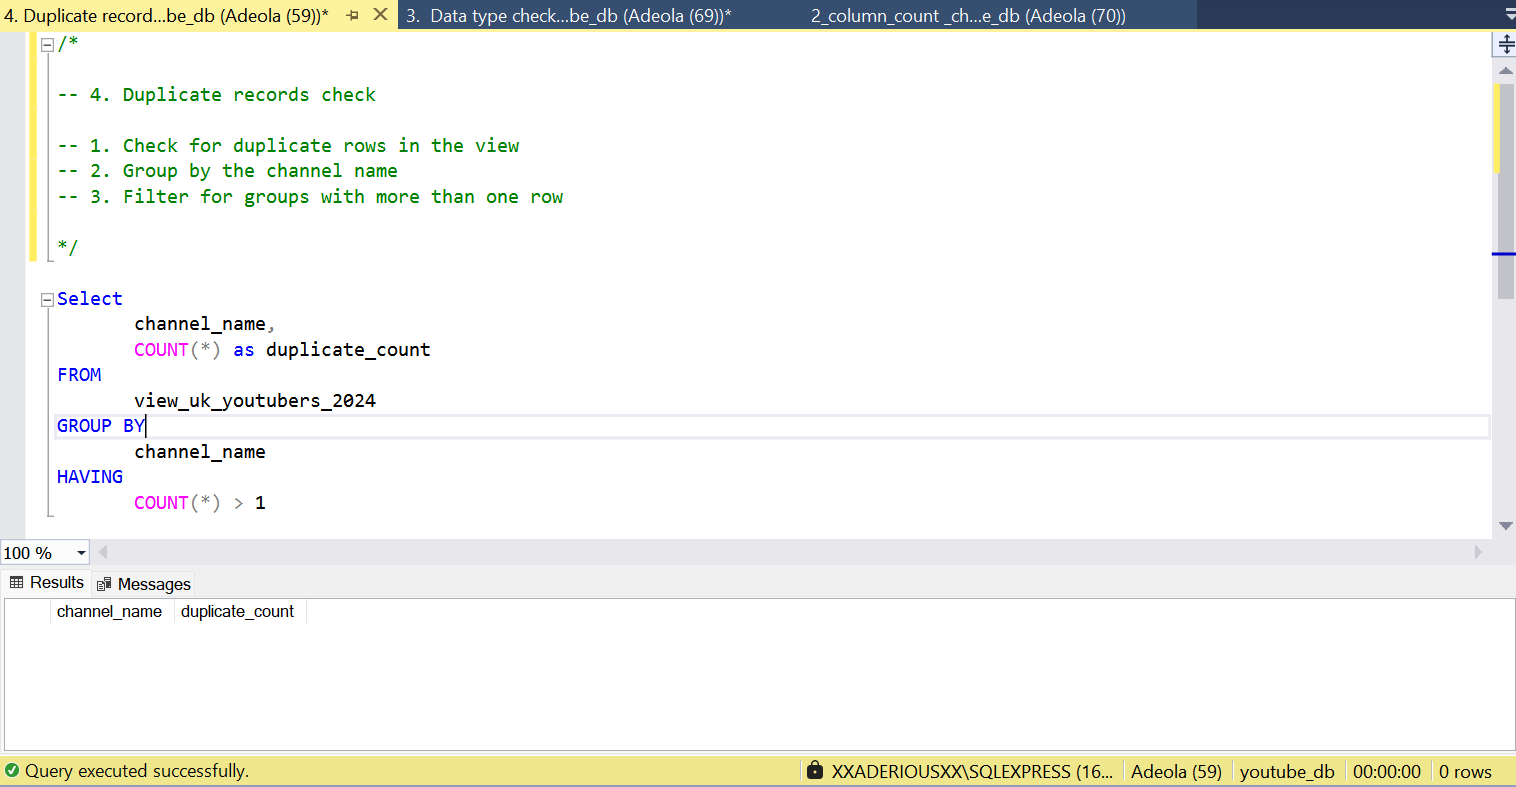 4. Duplicate record...be_db (Adeola (59))* 3. Data type check...be_db (Adeola (69))* 2_column_count _ch...e_db (Adeola (70))
/*
-- 4. Duplicate records check
-- 1. Check for duplicate rows in the view
-- 2. Group by the channel name
-- 3. Filter for groups with more than one row
*/
Select
channel_name,
COUNT(*) as duplicate_count
FROM
view_uk_youtubers_2024
GROUP BY
channel_name
HAVING
COUNT(*) > 1
100 %
Results Messages
channel_name duplicate_count
Query executed successfully. XXADERIOUSXX\SQLEXPRESS (16... Adeola (59) youtube_db 00:00:00 0 rows